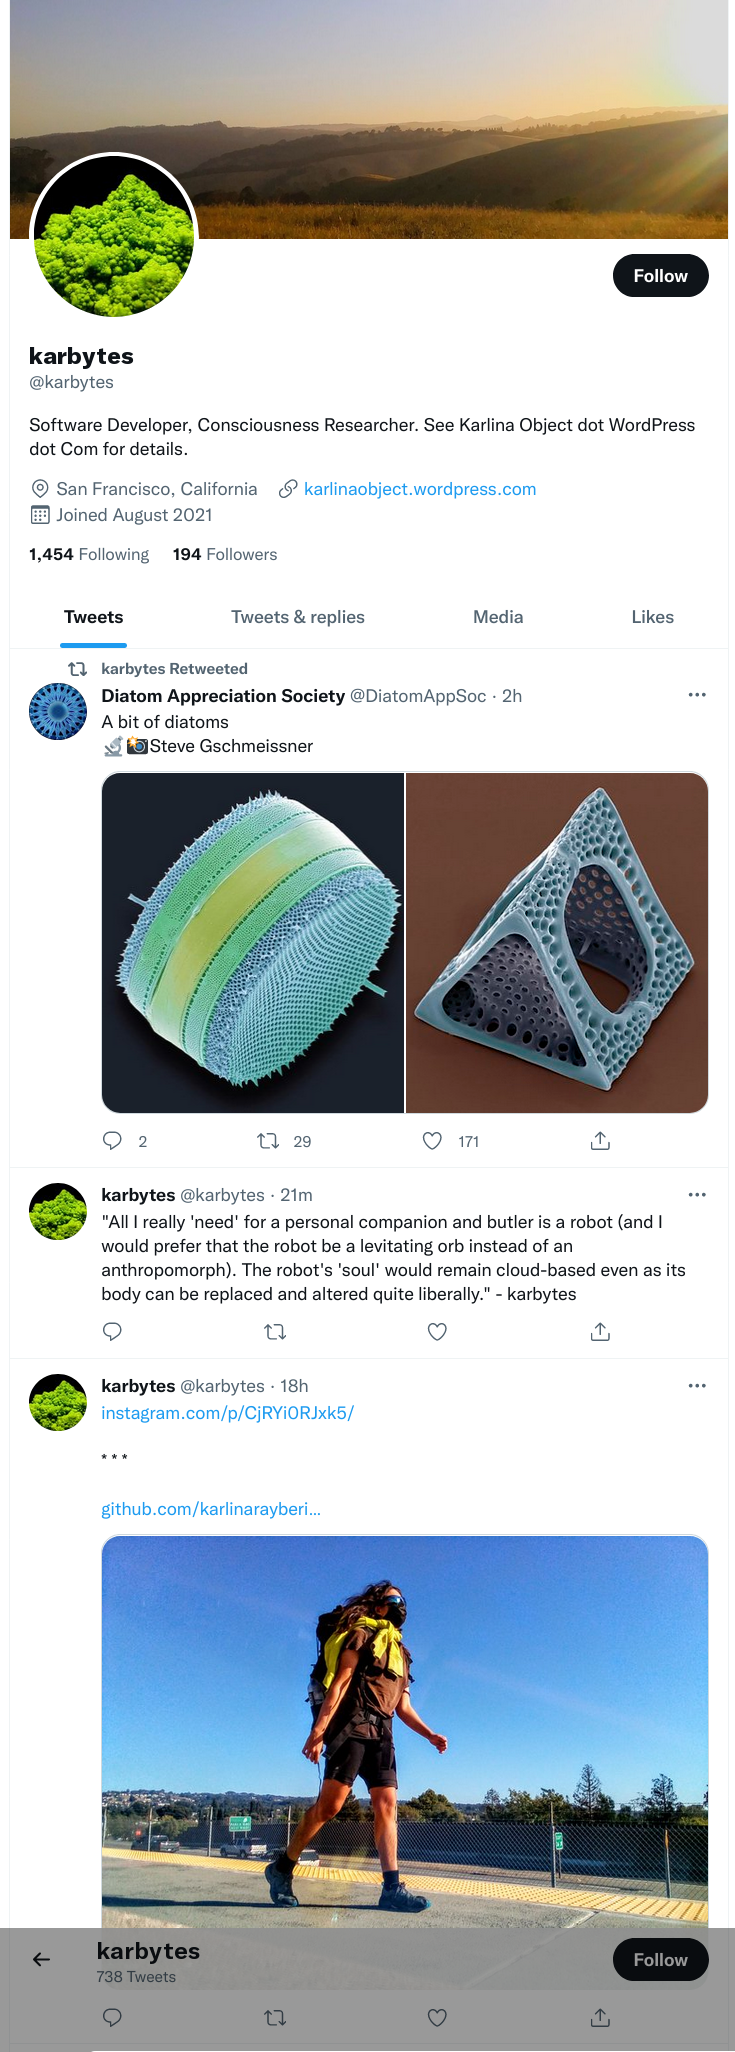 Follow
karbytes
@karbytes
Software Developer, Consciousness Researcher. See Karlina Object dot WordPress
dot Com for details.
San Francisco, California karlinaobject.wordpress.com
Joined August 2021
1,454 Following 194 Followers
Tweets Tweets & replies Media Likes
karbytes Retweeted
Diatom Appreciation Society @DiatomAppSoc · 2h
A bit of diatoms
🔬📸Steve Gschmeissner
2 29 171
karbytes @karbytes · 21m
"All I really 'need' for a personal companion and butler is a robot (and I
would prefer that the robot be a levitating orb instead of an
anthropomorph). The robot's 'soul' would remain cloud-based even as its
body can be replaced and altered quite liberally." - karbytes
karbytes @karbytes · 18h
instagram.com/p/CjRYi0RJxk5/
* * *
github.com/karlinarayberi...
karbytes
738 Tweets
Follow